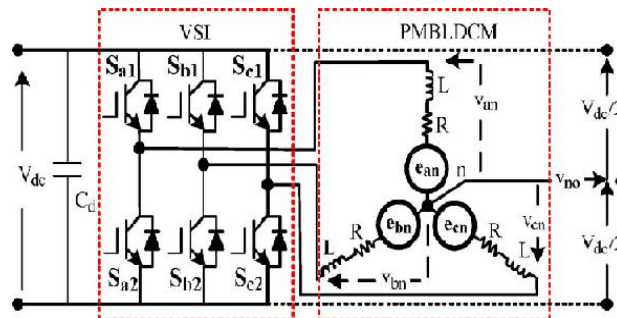 VSI
PMBLDCM
Sa1
Sb1
Sc1
L
van
Vdc/2
R
Vdc
Cd
ean
n
vno
ebn
ecn
R
R
vcn
L
L
vbn
Vdc/2
Sa2
Sb2
Sc2